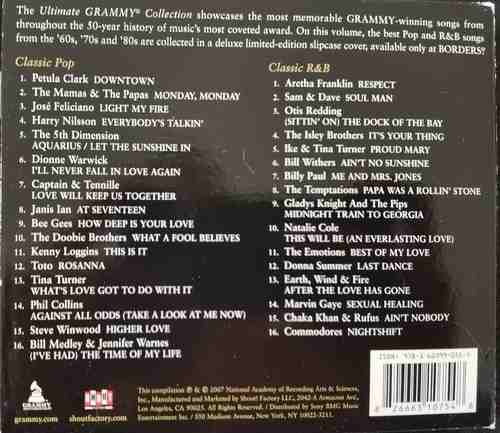 The Ultimate GRAMMY® Collection showcases the most memorable GRAMMY-winning songs from
throughout the 50-year history of music's most coveted award. On this volume, the best Pop and R&B songs
from the '60s, '70s and '80s are collected in a deluxe limited-edition slipcase cover, available only at BORDERS?
Classic Pop
1. Petula Clark DOWNTOWN
2. The Mamas & The Papas MONDAY, MONDAY
3. José Feliciano LIGHT MY FIRE
4. Harry Nilsson EVERYBODY'S TALKIN'
5. The 5th Dimension
AQUARIUS / LET THE SUNSHINE IN
6. Dionne Warwick
I'LL NEVER FALL IN LOVE AGAIN
7. Captain & Tennille
LOVE WILL KEEP US TOGETHER
8. Janis Ian AT SEVENTEEN
9. Bee Gees HOW DEEP IS YOUR LOVE
10. The Doobie Brothers WHAT A FOOL BELIEVES
11. Kenny Loggins THIS IS IT
12. Toto ROSANNA
13. Tina Turner
WHAT'S LOVE GOT TO DO WITH IT
14. Phil Collins
AGAINST ALL ODDS (TAKE A LOOK AT ME NOW)
15. Steve Winwood HIGHER LOVE
16. Bill Medley & Jennifer Warnes
(I'VE HAD) THE TIME OF MY LIFE
Classic R&B
1. Aretha Franklin RESPECT
2. Sam & Dave SOUL MAN
3. Otis Redding
(SITTIN' ON) THE DOCK OF THE BAY
4. The Isley Brothers IT'S YOUR THING
5. Ike & Tina Turner PROUD MARY
6. Bill Withers AIN'T NO SUNSHINE
7. Billy Paul ME AND MRS. JONES
8. The Temptations PAPA WAS A ROLLIN' STONE
9. Gladys Knight And The Pips
MIDNIGHT TRAIN TO GEORGIA
10. Natalie Cole
THIS WILL BE (AN EVERLASTING LOVE)
11. The Emotions BEST OF MY LOVE
12. Donna Summer LAST DANCE
13. Earth, Wind & Fire
AFTER THE LOVE HAS GONE
14. Marvin Gaye SEXUAL HEALING
15. Chaka Khan & Rufus AIN'T NOBODY
16. Commodores NIGHTSHIFT
GRAMMY
grammy.com
shoutfactory.com
This compilation ℗ & © 2007 National Academy of Recording Arts & Sciences,
Inc., Manufactured and Marketed by Shout Factory LLC, 2042-A Armacost Ave.,
Los Angeles, CA 90025. All Rights Reserved. / Distributed by Sony BMG Music
Entertainment Inc. / 550 Madison Avenue, New York, NY 10022-3211.
ISBN:
8 26663 10754